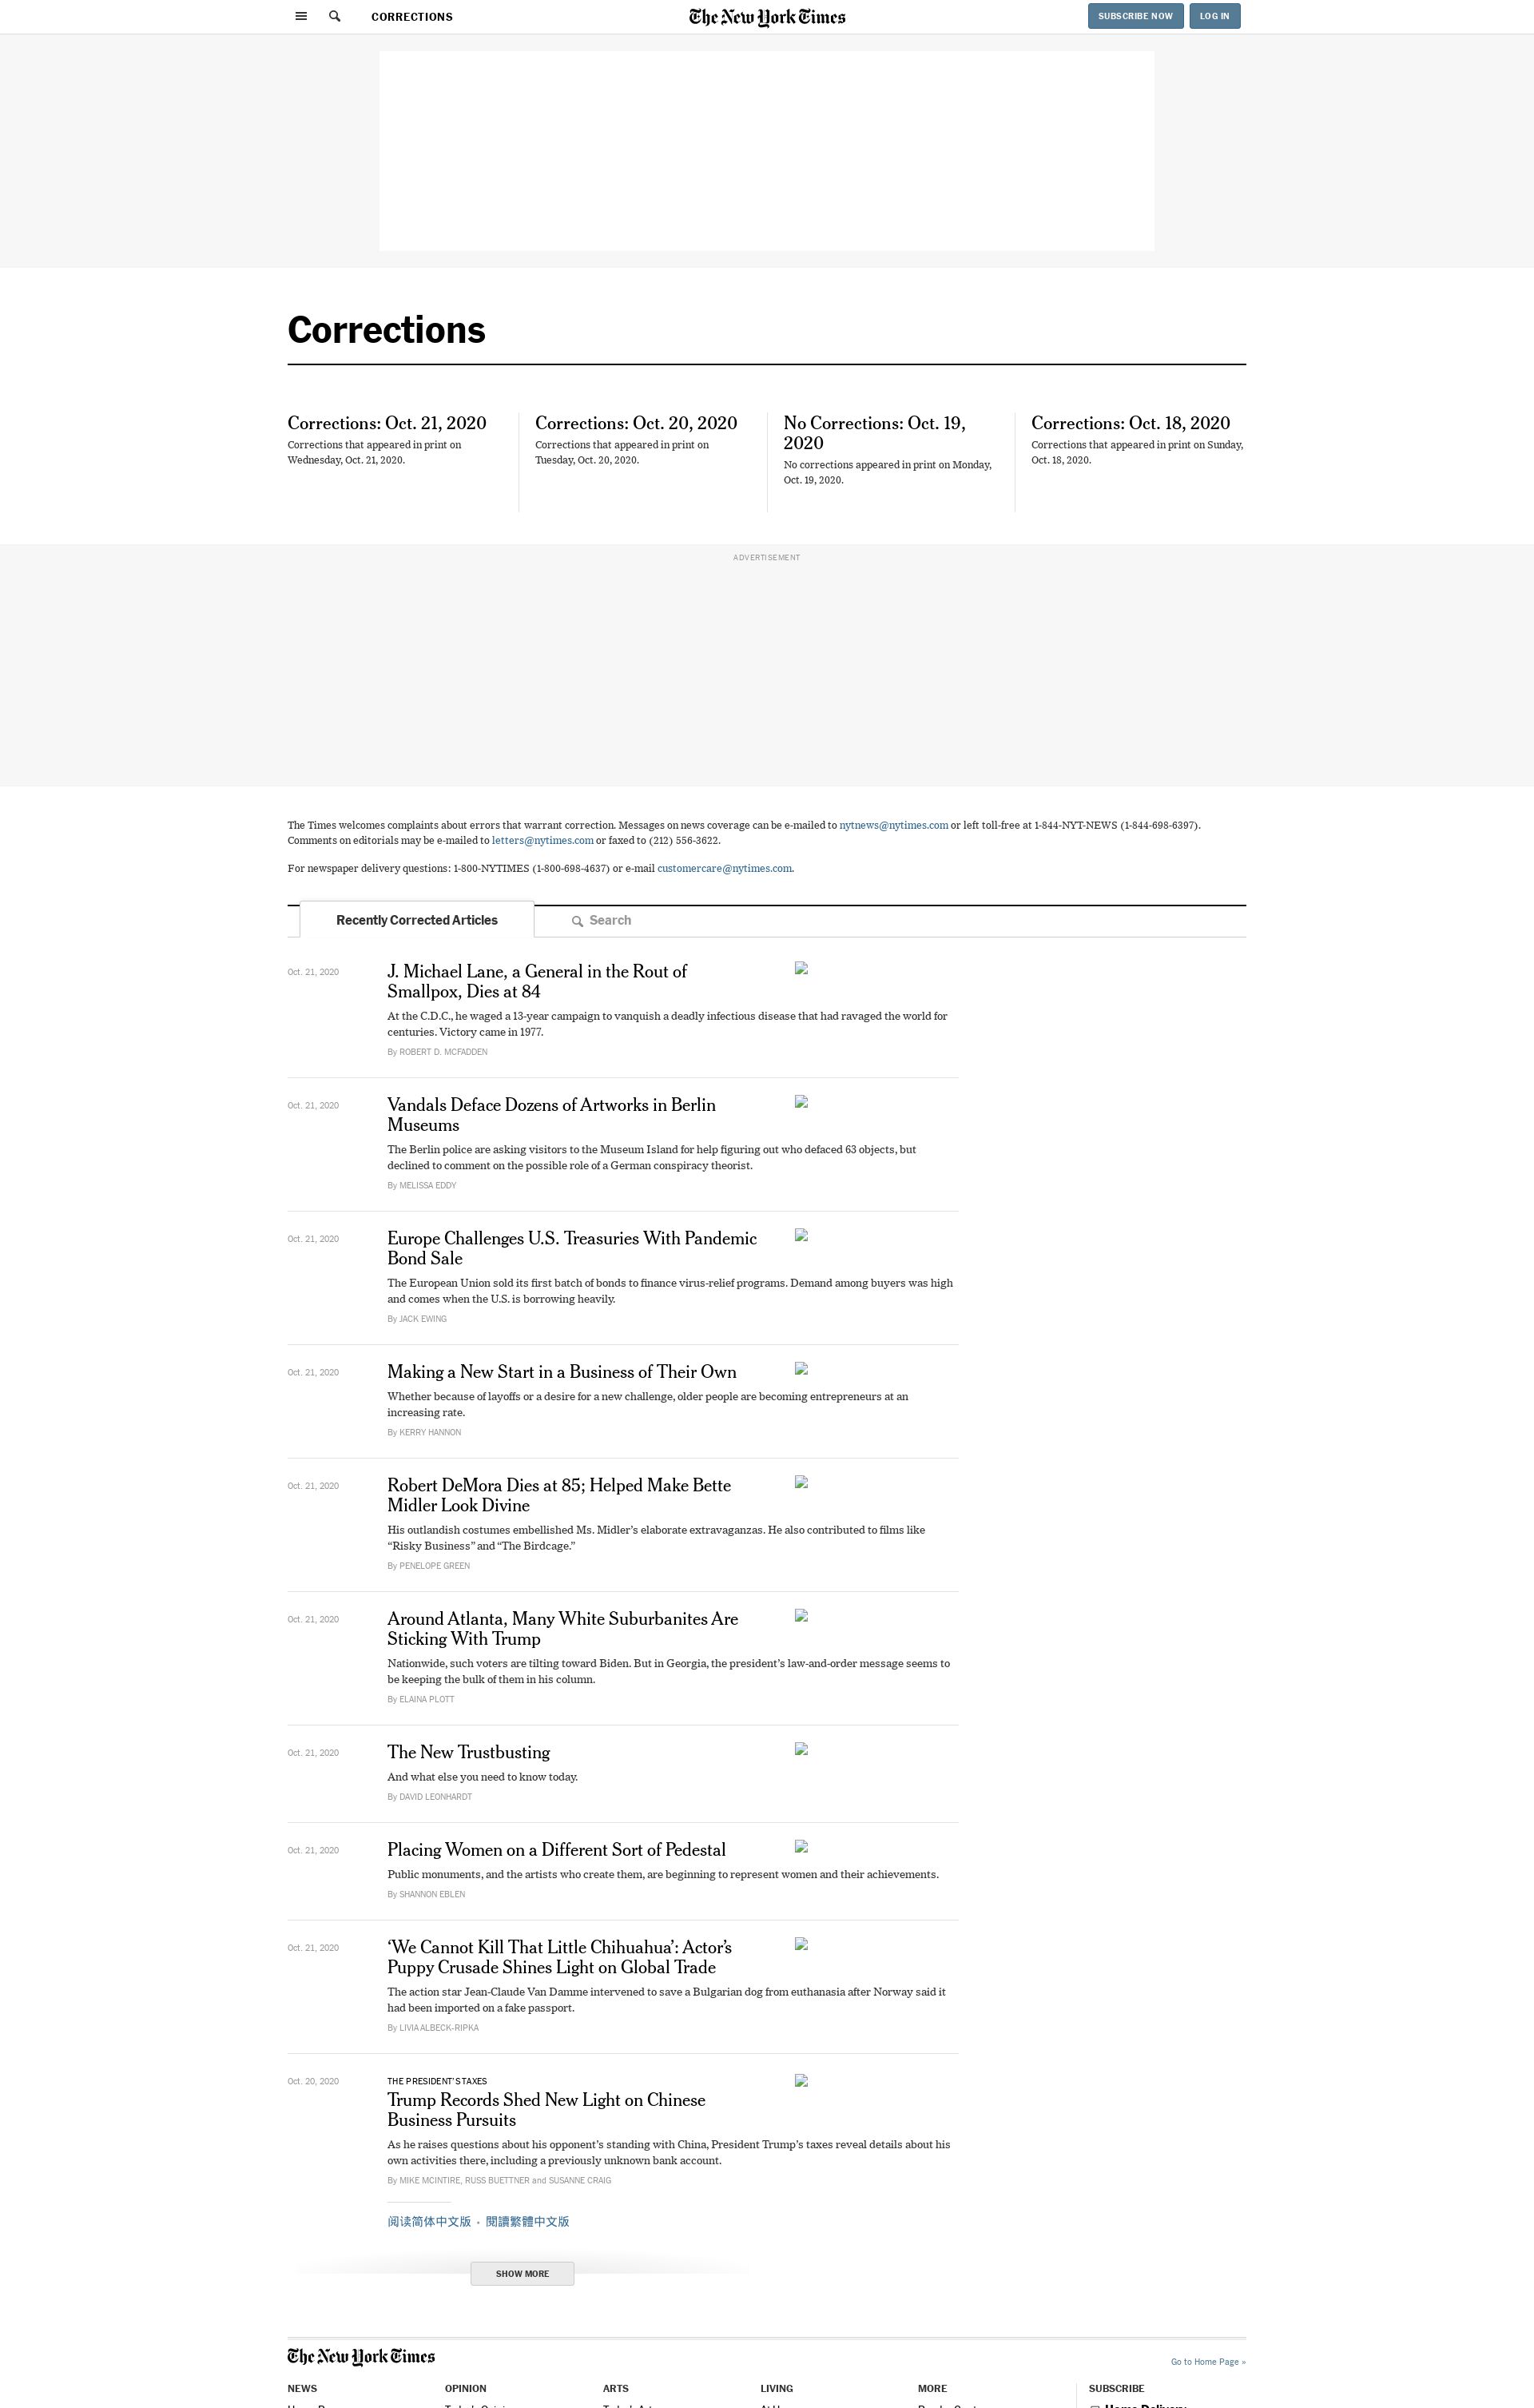 CORRECTIONS
The New York Times
SUBSCRIBE NOW
LOG IN
Corrections
Corrections: Oct. 21, 2020
Corrections that appeared in print on
Wednesday, Oct. 21, 2020.
Corrections: Oct. 20, 2020
Corrections that appeared in print on
Tuesday, Oct. 20, 2020.
No Corrections: Oct. 19,
2020
No corrections appeared in print on Monday,
Oct. 19, 2020.
Corrections: Oct. 18, 2020
Corrections that appeared in print on Sunday,
Oct. 18, 2020.
ADVERTISEMENT
The Times welcomes complaints about errors that warrant correction. Messages on news coverage can be e-mailed to nytnews@nytimes.com or left toll-free at 1-844-NYT-NEWS (1-844-698-6397).
Comments on editorials may be e-mailed to letters@nytimes.com or faxed to (212) 556-3622.
For newspaper delivery questions: 1-800-NYTIMES (1-800-698-4637) or e-mail customercare@nytimes.com.
Recently Corrected Articles
Search
Oct. 21, 2020
J. Michael Lane, a General in the Rout of
Smallpox, Dies at 84
At the C.D.C., he waged a 13-year campaign to vanquish a deadly infectious disease that had ravaged the world for
centuries. Victory came in 1977.
By ROBERT D. MCFADDEN
Oct. 21, 2020
Vandals Deface Dozens of Artworks in Berlin
Museums
The Berlin police are asking visitors to the Museum Island for help figuring out who defaced 63 objects, but
declined to comment on the possible role of a German conspiracy theorist.
By MELISSA EDDY
Oct. 21, 2020
Europe Challenges U.S. Treasuries With Pandemic
Bond Sale
The European Union sold its first batch of bonds to finance virus-relief programs. Demand among buyers was high
and comes when the U.S. is borrowing heavily.
By JACK EWING
Oct. 21, 2020
Making a New Start in a Business of Their Own
Whether because of layoffs or a desire for a new challenge, older people are becoming entrepreneurs at an
increasing rate.
By KERRY HANNON
Oct. 21, 2020
Robert DeMora Dies at 85; Helped Make Bette
Midler Look Divine
His outlandish costumes embellished Ms. Midler’s elaborate extravaganzas. He also contributed to films like
“Risky Business” and “The Birdcage.”
By PENELOPE GREEN
Oct. 21, 2020
Around Atlanta, Many White Suburbanites Are
Sticking With Trump
Nationwide, such voters are tilting toward Biden. But in Georgia, the president’s law-and-order message seems to
be keeping the bulk of them in his column.
By ELAINA PLOTT
Oct. 21, 2020
The New Trustbusting
And what else you need to know today.
By DAVID LEONHARDT
Oct. 21, 2020
Placing Women on a Different Sort of Pedestal
Public monuments, and the artists who create them, are beginning to represent women and their achievements.
By SHANNON EBLEN
Oct. 21, 2020
‘We Cannot Kill That Little Chihuahua’: Actor’s
Puppy Crusade Shines Light on Global Trade
The action star Jean-Claude Van Damme intervened to save a Bulgarian dog from euthanasia after Norway said it
had been imported on a fake passport.
By LIVIA ALBECK-RIPKA
Oct. 20, 2020
THE PRESIDENT’S TAXES
Trump Records Shed New Light on Chinese
Business Pursuits
As he raises questions about his opponent’s standing with China, President Trump’s taxes reveal details about his
own activities there, including a previously unknown bank account.
By MIKE MCINTIRE, RUSS BUETTNER and SUSANNE CRAIG
阅读简体中文版 • 閱讀繁體中文版
SHOW MORE
The New York Times
Go to Home Page »
NEWS
OPINION
ARTS
LIVING
MORE
SUBSCRIBE